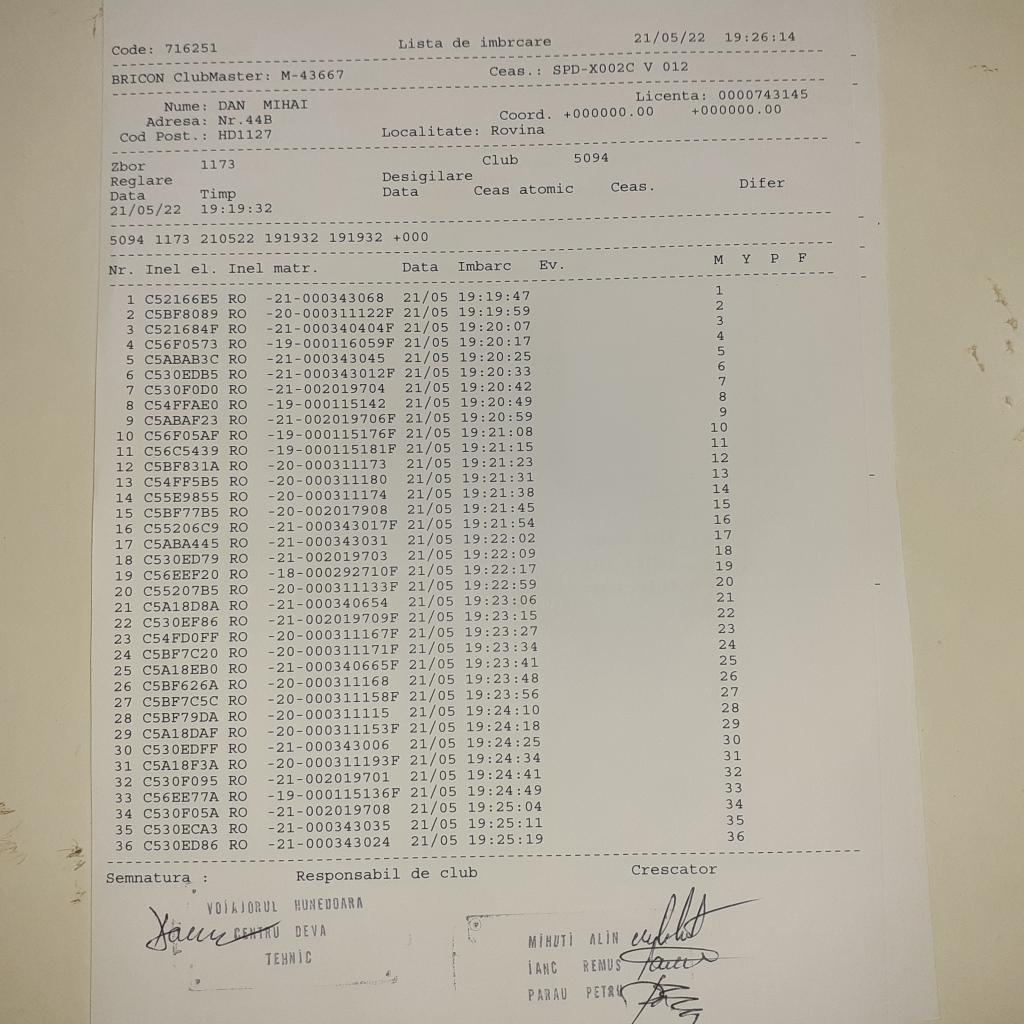 Code: 716251 Lista de imbrcare 21/05/22 19:26:14
BRICON ClubMaster: M-43667 Ceas.: SPD-X002C V 012
Nume: DAN MIHAI Licenta: 0000743145
Adresa: Nr.44B Coord. +000000.00 +000000.00
Cod Post.: HD1127 Localitate: Rovina
Zbor 1173 Club 5094
Reglare Desigilare
Data Timp Data Ceas atomic Ceas. Difer
21/05/22 19:19:32
5094 1173 210522 191932 191932 +000
Nr. Inel el. Inel matr. Data Imbarc Ev. M Y P F
1 C52166E5 RO -21-000343068 21/05 19:19:47 1
2 C5BF8089 RO -20-000311122F 21/05 19:19:59 2
3 C521684F RO -21-000340404F 21/05 19:20:07 3
4 C56F0573 RO -19-000116059F 21/05 19:20:17 4
5 C5ABAB3C RO -21-000343045 21/05 19:20:25 5
6 C530EDB5 RO -21-000343012F 21/05 19:20:33 6
7 C530F0D0 RO -21-002019704 21/05 19:20:42 7
8 C54FFAE0 RO -19-000115142 21/05 19:20:49 8
9 C5ABAF23 RO -21-002019706F 21/05 19:20:59 9
10 C56F05AF RO -19-000115176F 21/05 19:21:08 10
11 C56C5439 RO -19-000115181F 21/05 19:21:15 11
12 C5BF831A RO -20-000311173 21/05 19:21:23 12
13 C54FF5B5 RO -20-000311180 21/05 19:21:31 13
14 C55E9855 RO -20-000311174 21/05 19:21:38 14
15 C5BF77B5 RO -20-002017908 21/05 19:21:45 15
16 C55206C9 RO -21-000343017F 21/05 19:21:54 16
17 C5ABA445 RO -21-000343031 21/05 19:22:02 17
18 C530ED79 RO -21-002019703 21/05 19:22:09 18
19 C56EEF20 RO -18-000292710F 21/05 19:22:17 19
20 C55207B5 RO -20-000311133F 21/05 19:22:59 20
21 C5A18D8A RO -21-000340654 21/05 19:23:06 21
22 C530EF86 RO -21-002019709F 21/05 19:23:15 22
23 C54FD0FF RO -20-000311167F 21/05 19:23:27 23
24 C5BF7C20 RO -20-000311171F 21/05 19:23:34 24
25 C5A18EB0 RO -21-000340665F 21/05 19:23:41 25
26 C5BF626A RO -20-000311168 21/05 19:23:48 26
27 C5BF7C5C RO -20-000311158F 21/05 19:23:56 27
28 C5BF79DA RO -20-000311115 21/05 19:24:10 28
29 C5A18DAF RO -20-000311153F 21/05 19:24:18 29
30 C530EDFF RO -21-000343006 21/05 19:24:25 30
31 C5A18F3A RO -20-000311193F 21/05 19:24:34 31
32 C530F095 RO -21-002019701 21/05 19:24:41 32
33 C56EE77A RO -19-000115136F 21/05 19:24:49 33
34 C530F05A RO -21-002019708 21/05 19:25:04 34
35 C530ECA3 RO -21-000343035 21/05 19:25:11 35
36 C530ED86 RO -21-000343024 21/05 19:25:19 36
Semnatura : Responsabil de club Crescator
VOIAJORUL HUNEDOARA
CENTRU DEVA
TEHNIC
MIHUTI ALIN
IANC REMUS
PARAU PETRU